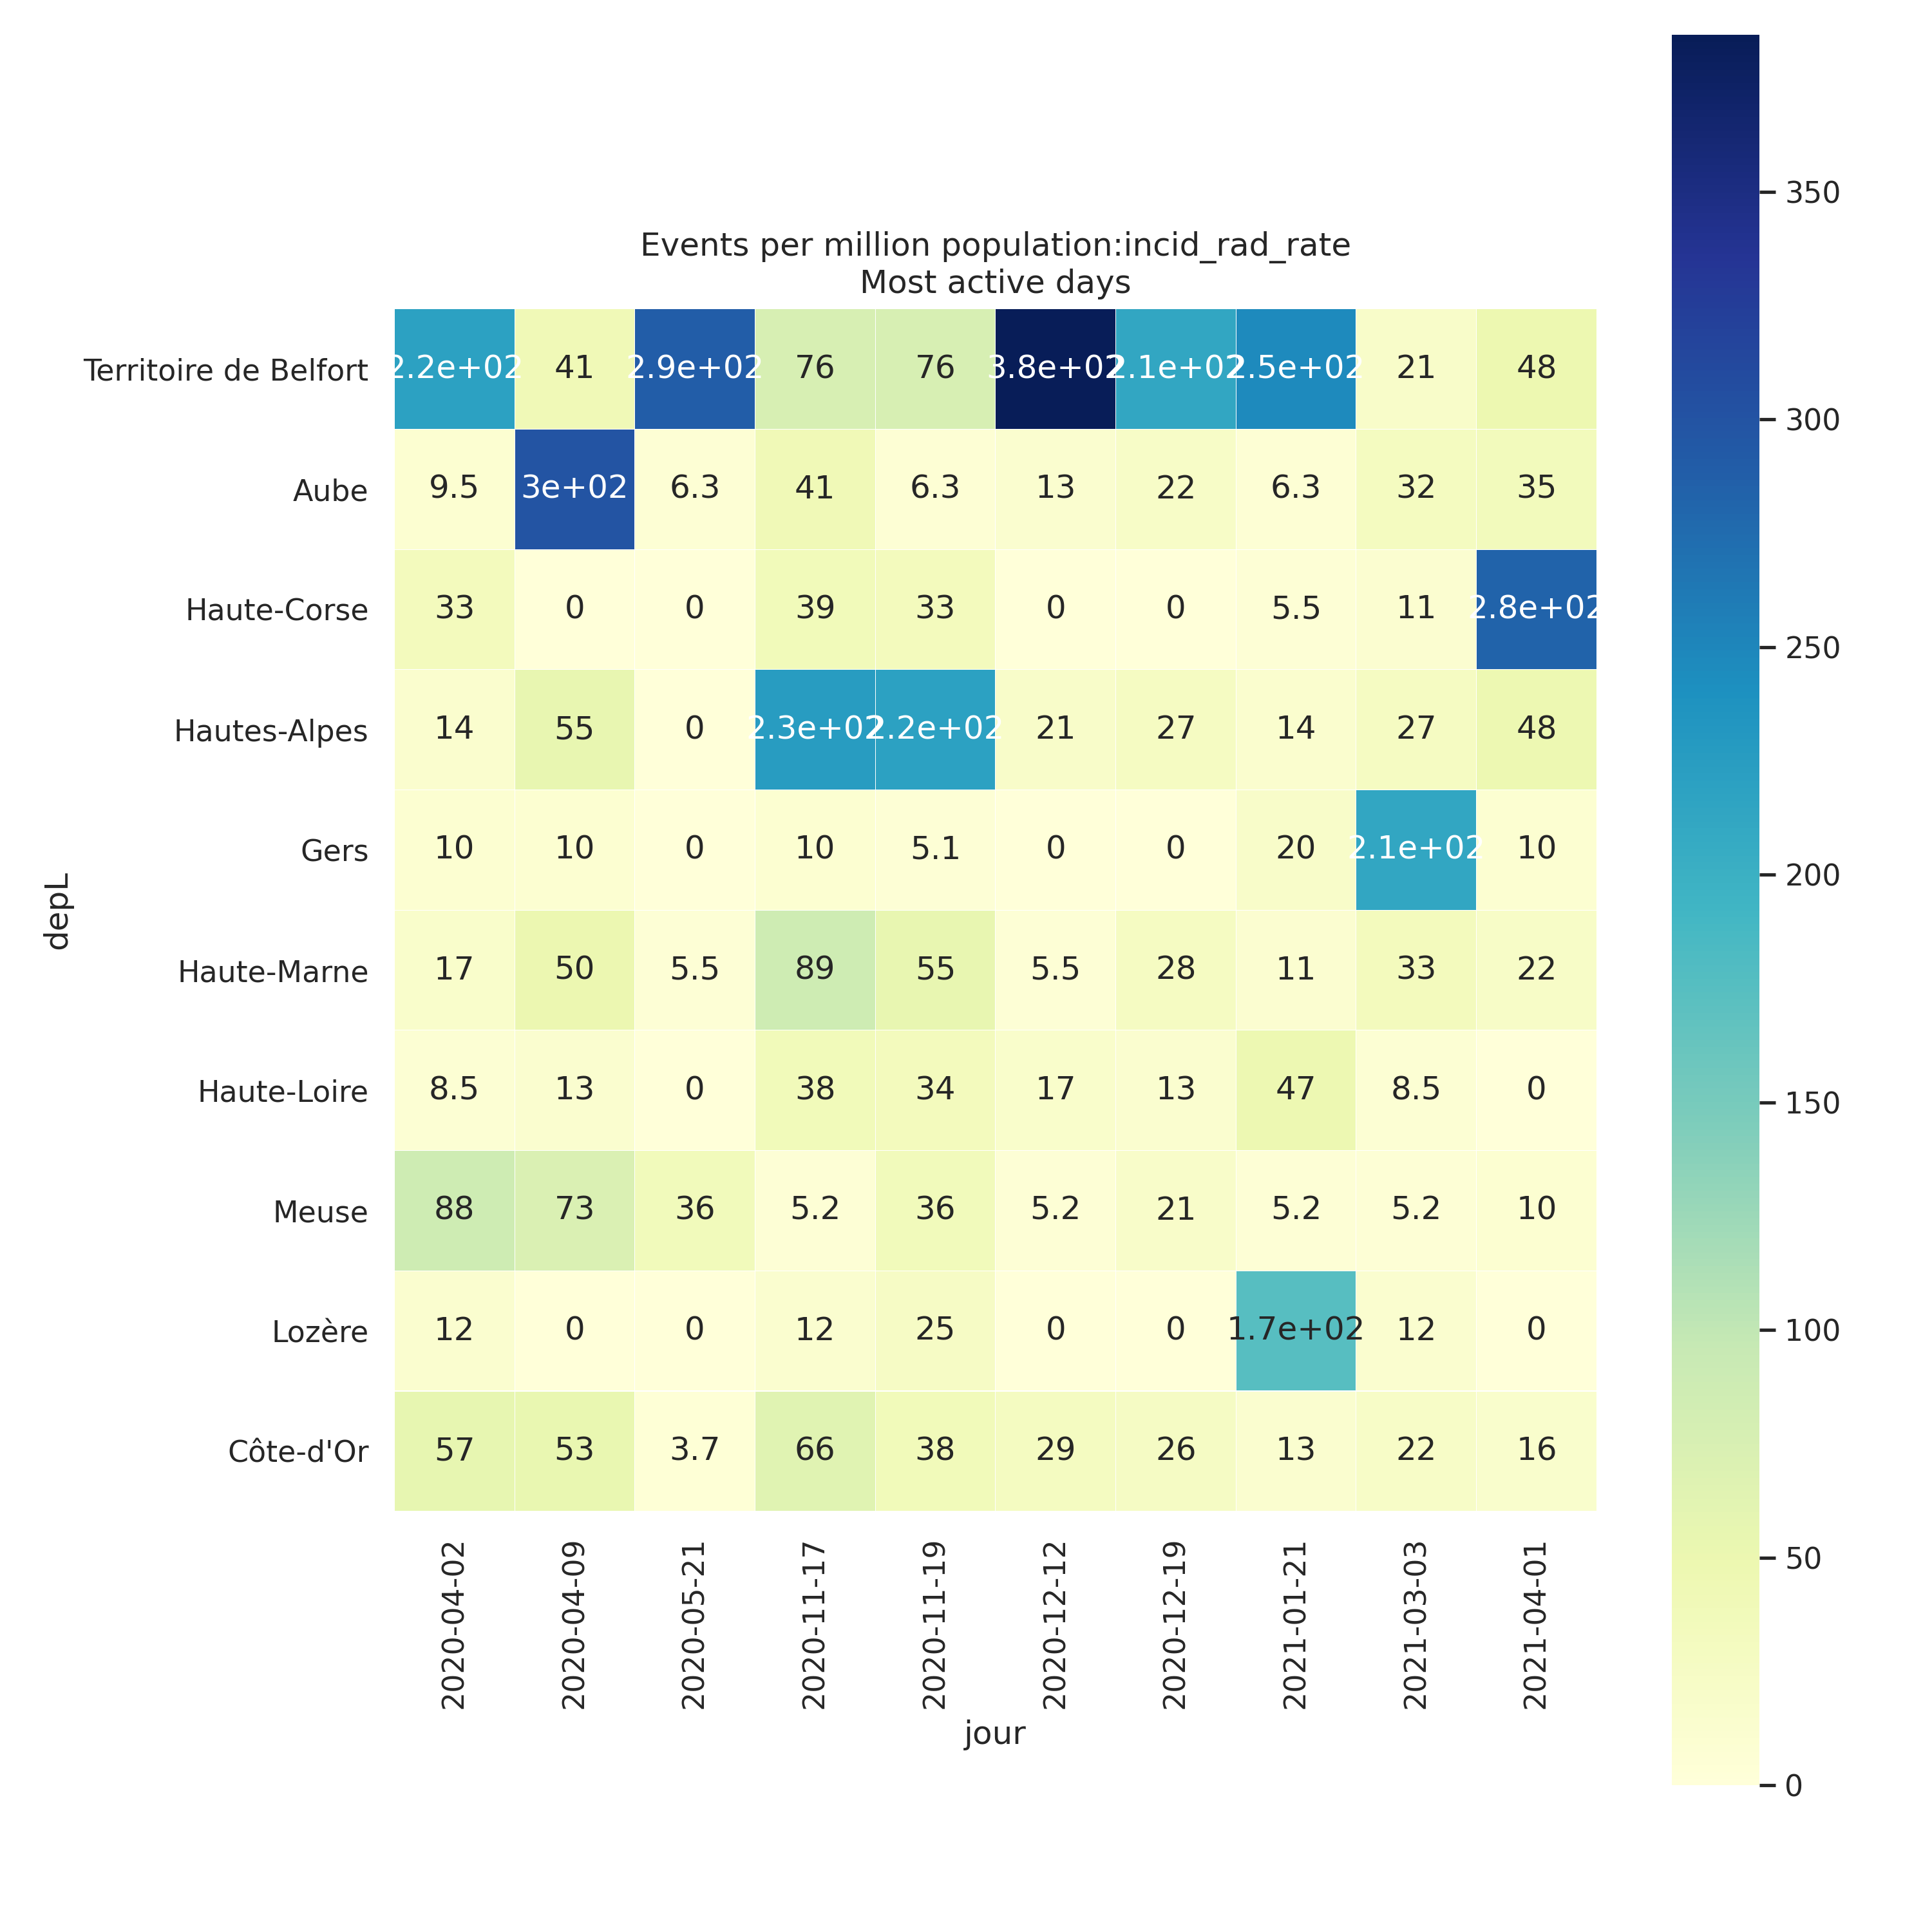 Events per million population:incid_rad_rate
Most active days
Territoire de Belfort 2.2e+02 41 2.9e+02 76 76 3.8e+02 2.1e+02 2.5e+02 21 48
Aube 9.5 3e+02 6.3 41 6.3 13 22 6.3 32 35
Haute-Corse 33 0 0 39 33 0 0 5.5 11 2.8e+02
Hautes-Alpes 14 55 0 2.3e+02 2.2e+02 21 27 14 27 48
Gers 10 10 0 10 5.1 0 0 20 2.1e+02 10
Haute-Marne 17 50 5.5 89 55 5.5 28 11 33 22
Haute-Loire 8.5 13 0 38 34 17 13 47 8.5 0
Meuse 88 73 36 5.2 36 5.2 21 5.2 5.2 10
Lozère 12 0 0 12 25 0 0 1.7e+02 12 0
Côte-d'Or 57 53 3.7 66 38 29 26 13 22 16
depL
2020-04-02 2020-04-09 2020-05-21 2020-11-17 2020-11-19 2020-12-12 2020-12-19 2021-01-21 2021-03-03 2021-04-01
jour
350
300
250
200
150
100
50
0